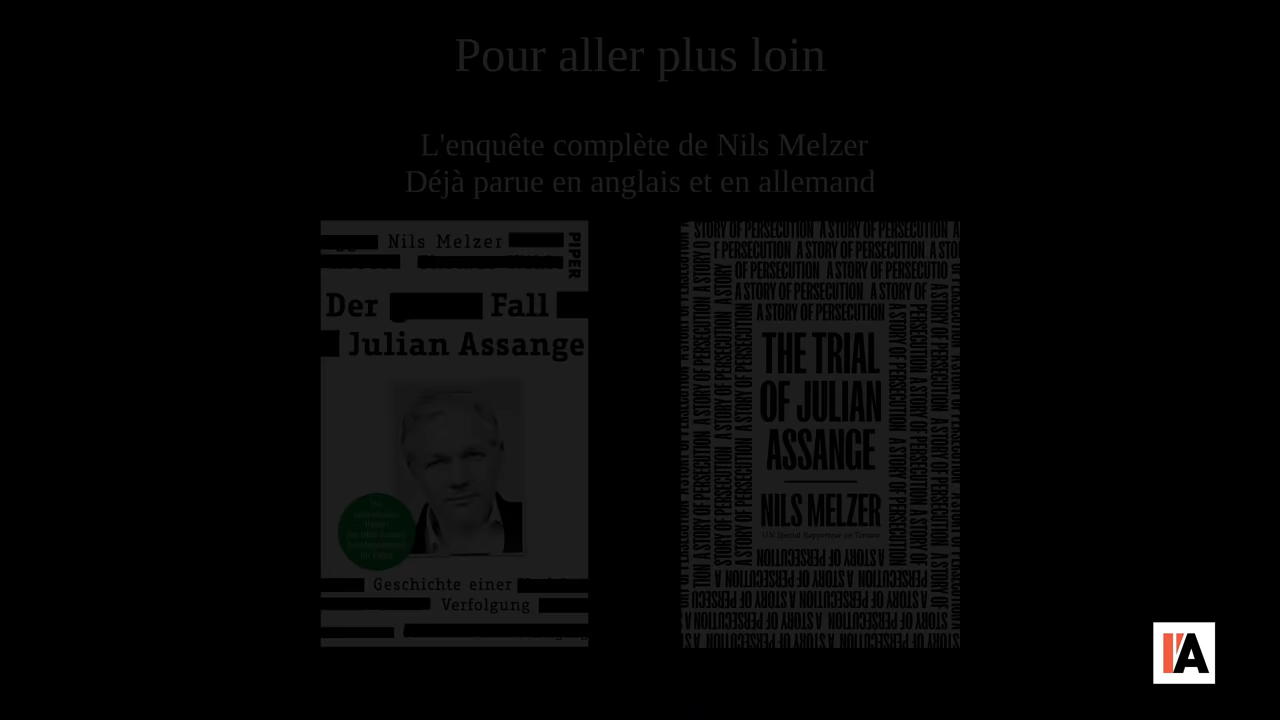 Pour aller plus loin
L'enquête complète de Nils Melzer
Déjà parue en anglais et en allemand
Nils Melzer
PIPER
Der Fall
Julian Assange
Geschichte einer
Verfolgung
A STORY OF PERSECUTION
THE TRIAL
OF JULIAN
ASSANGE
NILS MELZER
UN Special Rapporteur on Torture
l'A